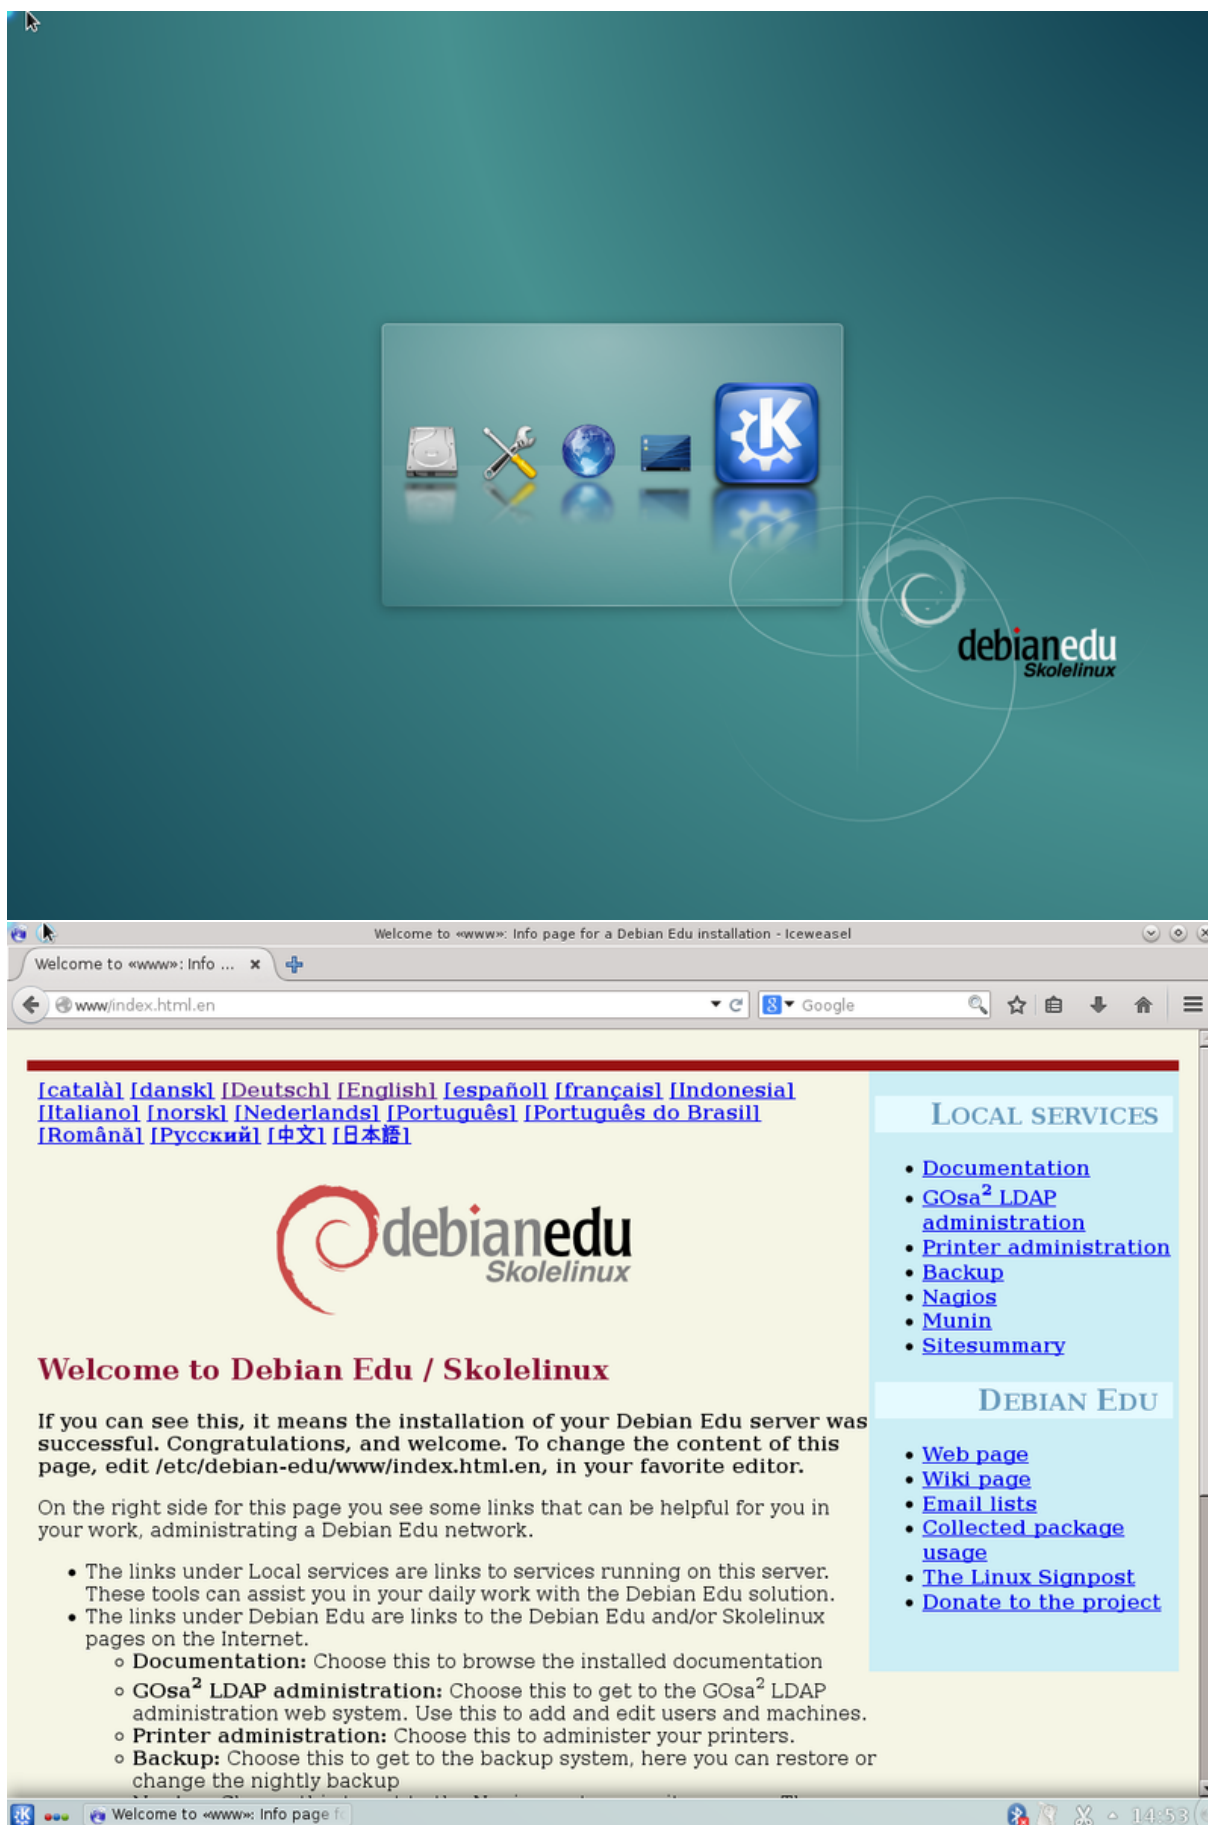 debianedu
Skolelinux
Welcome to «www»: Info page for a Debian Edu installation - Iceweasel
Welcome to «www»: Info ...
www/index.html.en
8 Google
[català] [dansk] [Deutsch] [English] [español] [français] [Indonesia]
[Italiano] [norsk] [Nederlands] [Português] [Português do Brasil]
[Română] [Русский] [中文] [日本語]
debianedu
Skolelinux
Welcome to Debian Edu / Skolelinux
If you can see this, it means the installation of your Debian Edu server was
successful. Congratulations, and welcome. To change the content of this
page, edit /etc/debian-edu/www/index.html.en, in your favorite editor.
On the right side for this page you see some links that can be helpful for you in
your work, administrating a Debian Edu network.
• The links under Local services are links to services running on this server.
These tools can assist you in your daily work with the Debian Edu solution.
• The links under Debian Edu are links to the Debian Edu and/or Skolelinux
pages on the Internet.
◦ Documentation: Choose this to browse the installed documentation
◦ GOsa² LDAP administration: Choose this to get to the GOsa² LDAP
administration web system. Use this to add and edit users and machines.
◦ Printer administration: Choose this to administer your printers.
◦ Backup: Choose this to get to the backup system, here you can restore or
change the nightly backup
LOCAL SERVICES
• Documentation
• GOsa² LDAP
administration
• Printer administration
• Backup
• Nagios
• Munin
• Sitesummary
DEBIAN EDU
• Web page
• Wiki page
• Email lists
• Collected package
usage
• The Linux Signpost
• Donate to the project
Welcome to «www»: Info page fo
14:53